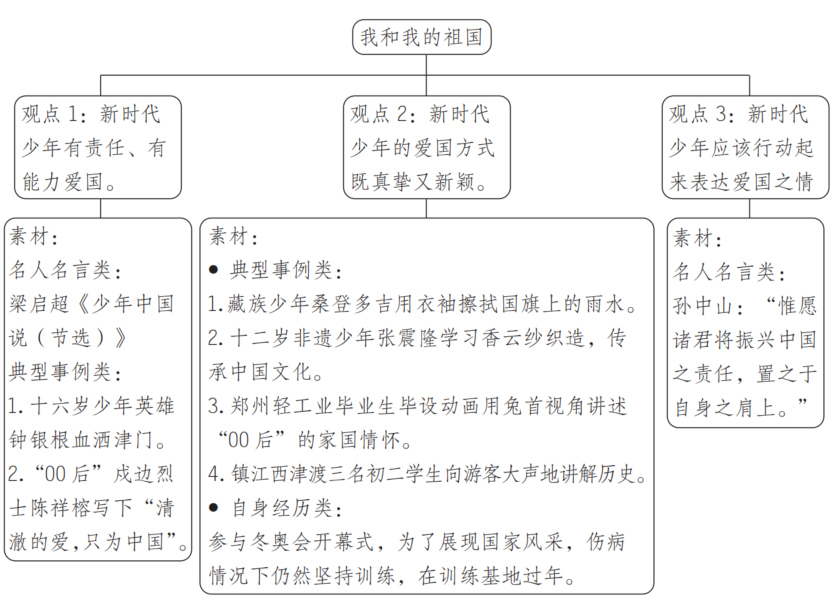 我和我的祖国
观点 1：新时代
少年有责任、有
能力爱国。
观点 2：新时代
少年的爱国方式
既真挚又新颖。
观点 3：新时代
少年应该行动起
来表达爱国之情
素材：
名人名言类：
梁启超《少年中国
说（节选）》
典型事例类：
1.十六岁少年英雄
钟银根血洒津门。
2.“00 后”戍边烈
士陈祥榕写下“清
澈的爱,只为中国”。
素材：
● 典型事例类：
1.藏族少年桑登多吉用衣袖擦拭国旗上的雨水。
2.十二岁非遗少年张震隆学习香云纱织造，传
承中国文化。
3.郑州轻工业毕业生毕设动画用兔首视角讲述
“00 后”的家国情怀。
4.镇江西津渡三名初二学生向游客大声地讲解历史。
● 自身经历类：
参与冬奥会开幕式，为了展现国家风采，伤病
情况下仍然坚持训练，在训练基地过年。
素材：
名人名言类：
孙中山：“惟愿
诸君将振兴中国
之责任，置之于
自身之肩上。”